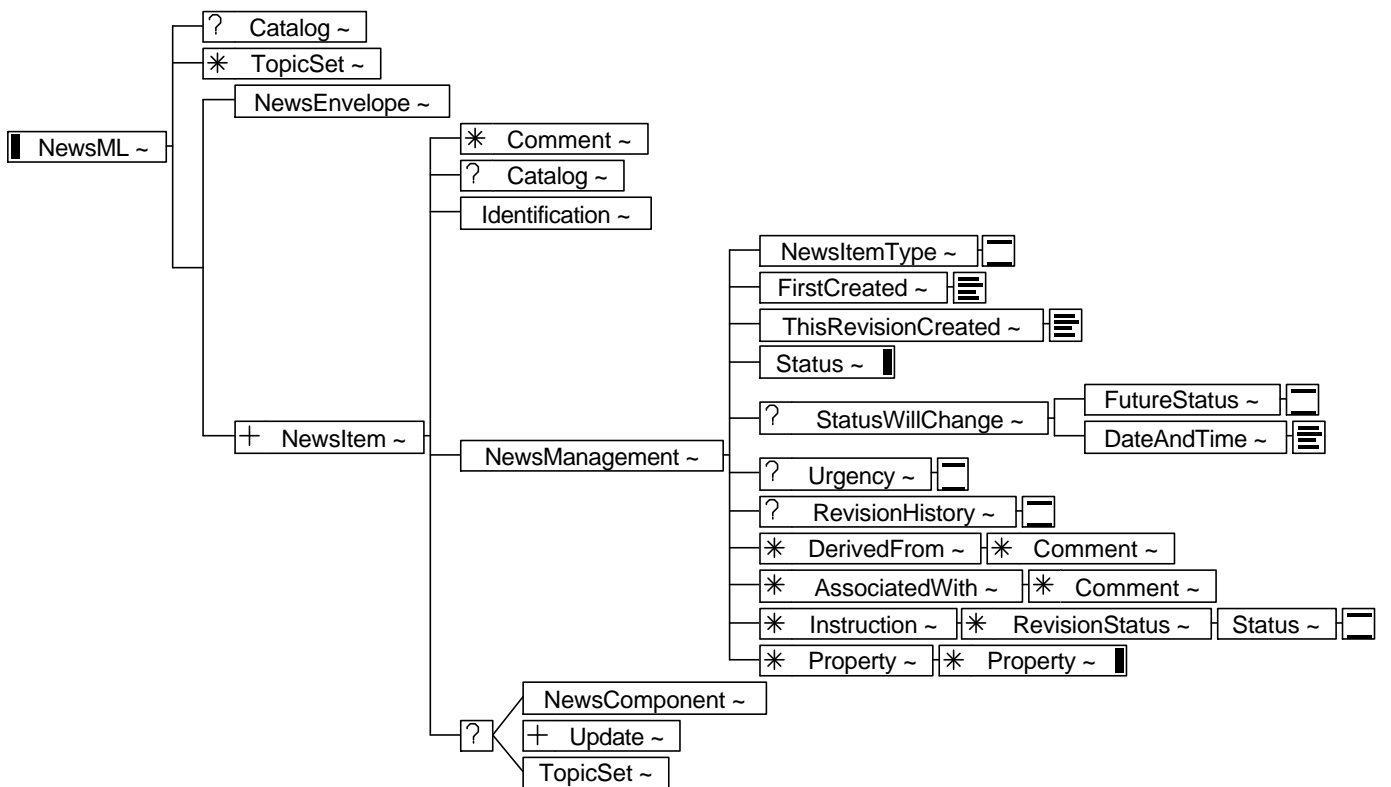 ? Catalog ~
* TopicSet ~
NewsEnvelope ~
NewsML ~
* Comment ~
? Catalog ~
Identification ~
NewsItemType ~
FirstCreated ~
ThisRevisionCreated ~
Status ~
? StatusWillChange ~
FutureStatus ~
DateAndTime ~
+ NewsItem ~
NewsManagement ~
? Urgency ~
? RevisionHistory ~
* DerivedFrom ~ * Comment ~
* AssociatedWith ~ * Comment ~
* Instruction ~ * RevisionStatus ~ Status ~
* Property ~ * Property ~
?
NewsComponent ~
+ Update ~
TopicSet ~